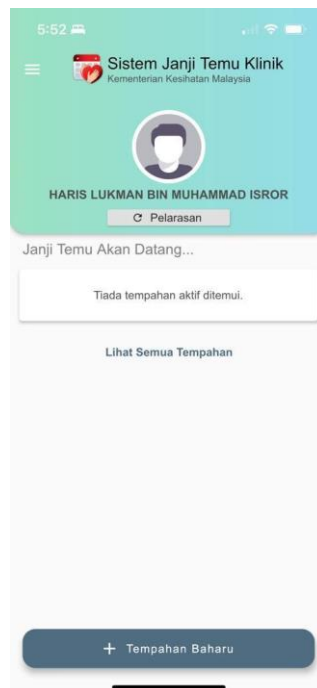 5:52
Sistem Janji Temu Klinik
Kementerian Kesihatan Malaysia
HARIS LUKMAN BIN MUHAMMAD ISROR
Pelarasan
Janji Temu Akan Datang...
Tiada tempahan aktif ditemui.
Lihat Semua Tempahan
+ Tempahan Baharu